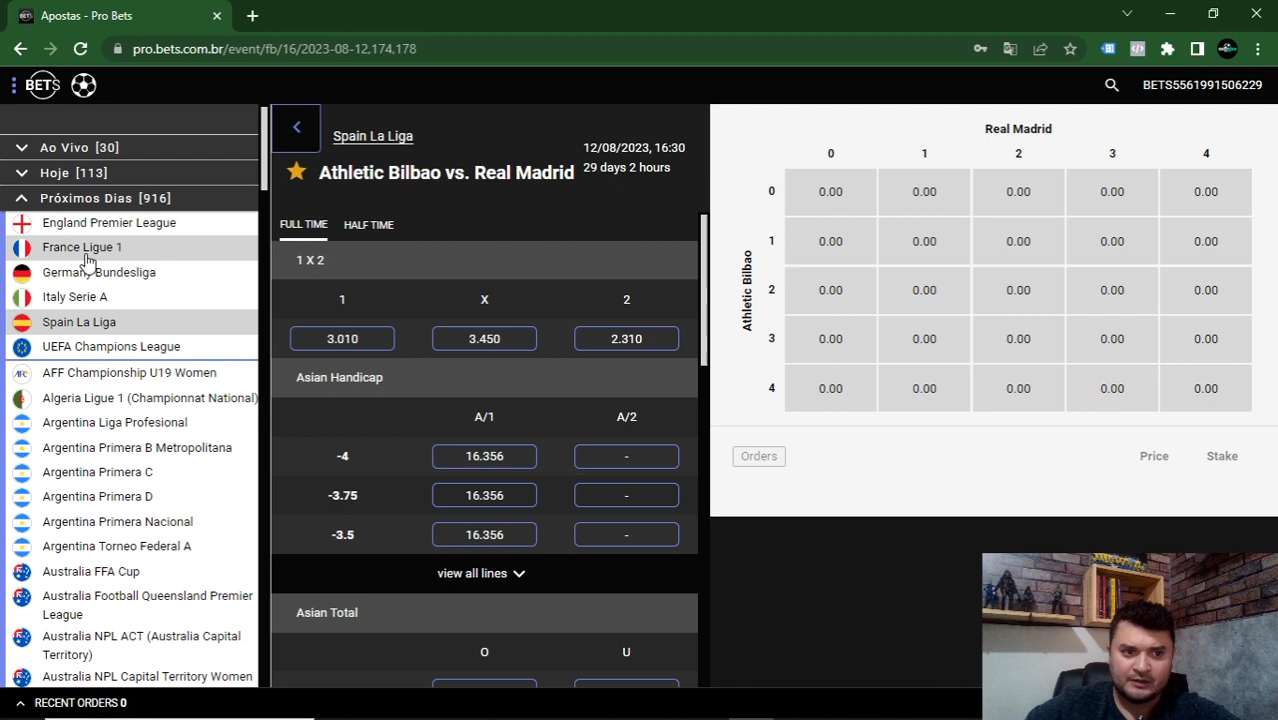 Apostas - Pro Bets
pro.bets.com.br/event/fb/16/2023-08-12,174,178
BETS
BETS5561991506229
Ao Vivo [30]
Hoje [113]
Próximos Dias [916]
England Premier League
France Ligue 1
Germany Bundesliga
Italy Serie A
Spain La Liga
UEFA Champions League
AFF Championship U19 Women
Algeria Ligue 1 (Championnat National)
Argentina Liga Profesional
Argentina Primera B Metropolitana
Argentina Primera C
Argentina Primera D
Argentina Primera Nacional
Argentina Torneo Federal A
Australia FFA Cup
Australia Football Queensland Premier
League
Australia NPL ACT (Australia Capital
Territory)
Australia NPL Capital Territory Women
Spain La Liga
12/08/2023, 16:30
Athletic Bilbao vs. Real Madrid
29 days 2 hours
FULL TIME HALF TIME
1 X 2
1 X 2
3.010 3.450 2.310
Asian Handicap
A/1 A/2
-4 16.356 -
-3.75 16.356 -
-3.5 16.356 -
view all lines
Asian Total
O U
Real Madrid
0 1 2 3 4
Athletic Bilbao
0 0.00 0.00 0.00 0.00 0.00
1 0.00 0.00 0.00 0.00 0.00
2 0.00 0.00 0.00 0.00 0.00
3 0.00 0.00 0.00 0.00 0.00
4 0.00 0.00 0.00 0.00 0.00
Orders Price Stake
RECENT ORDERS 0